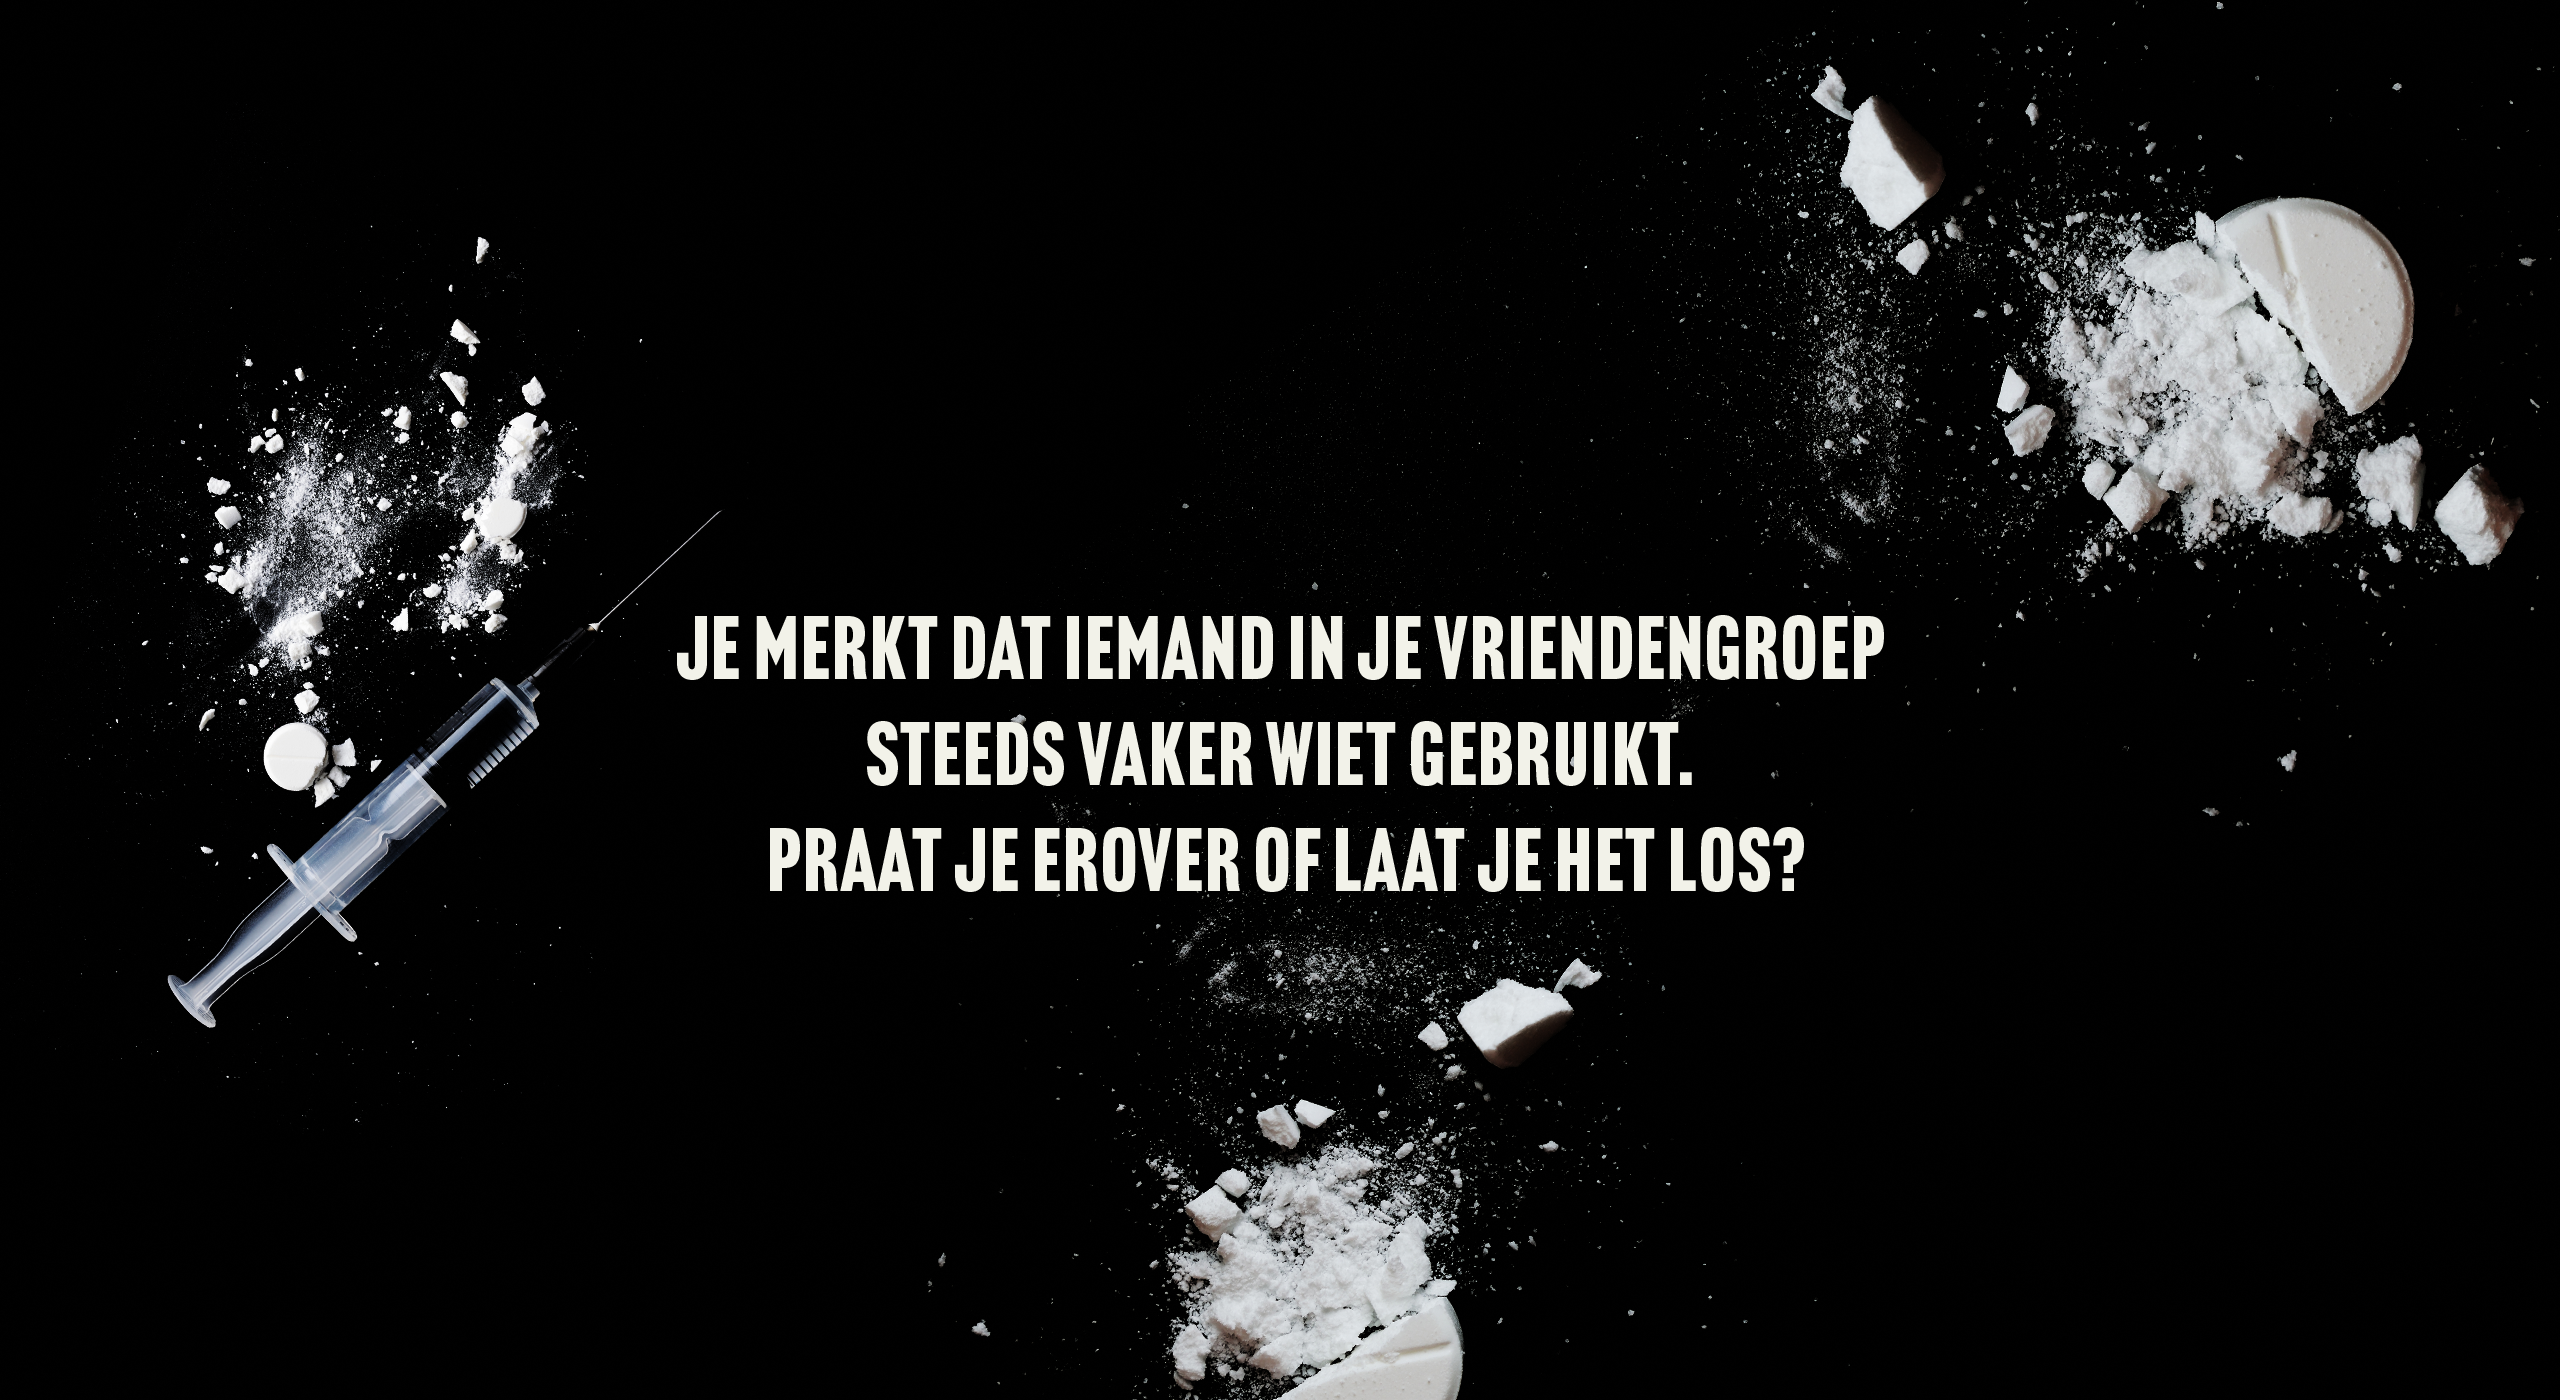 JE MERKT DAT IEMAND IN JE VRIENDENGROEP
STEEDS VAKER WIET GEBRUIKT.
PRAAT JE EROVER OF LAAT JE HET LOS?